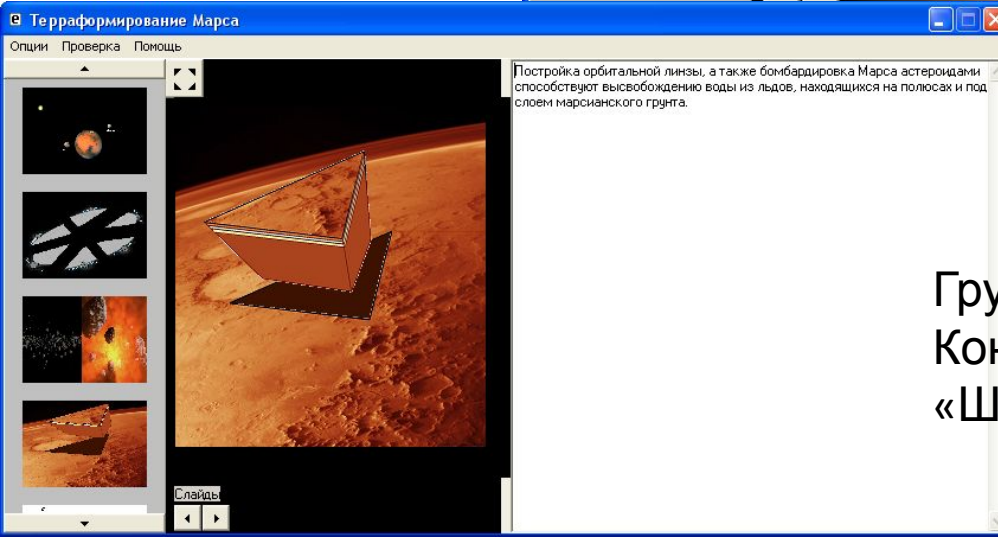 Терраформирование Марса
Опции Проверка Помощь
Постройка орбитальной линзы, а также бомбардировка Марса астероидами
способствуют высвобождению воды из льдов, находящихся на полюсах и под
слоем марсианского грунта.
Слайды